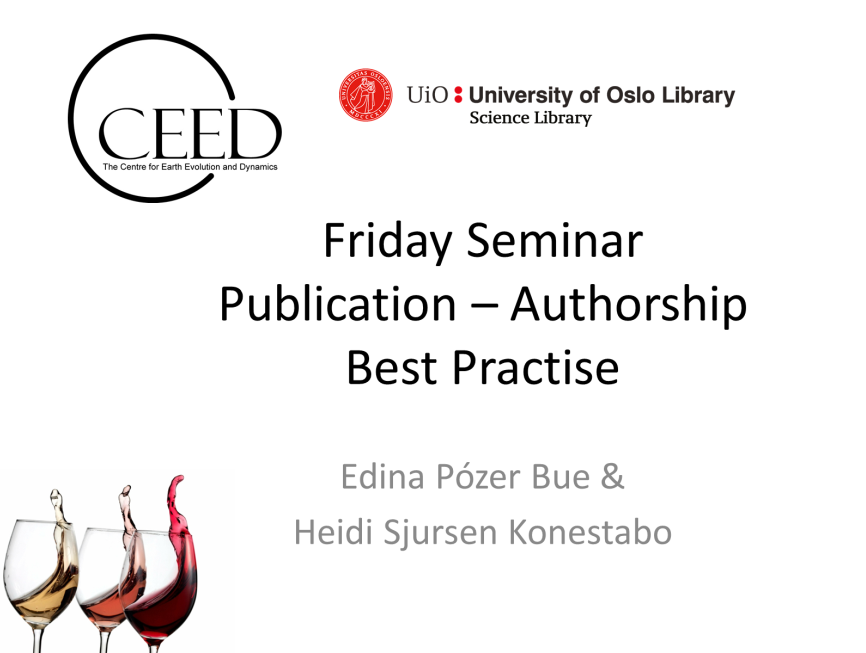 CEED
The Centre for Earth Evolution and Dynamics
UiO : University of Oslo Library
Science Library
Friday Seminar
Publication – Authorship
Best Practise
Edina Pózer Bue &
Heidi Sjursen Konestabo